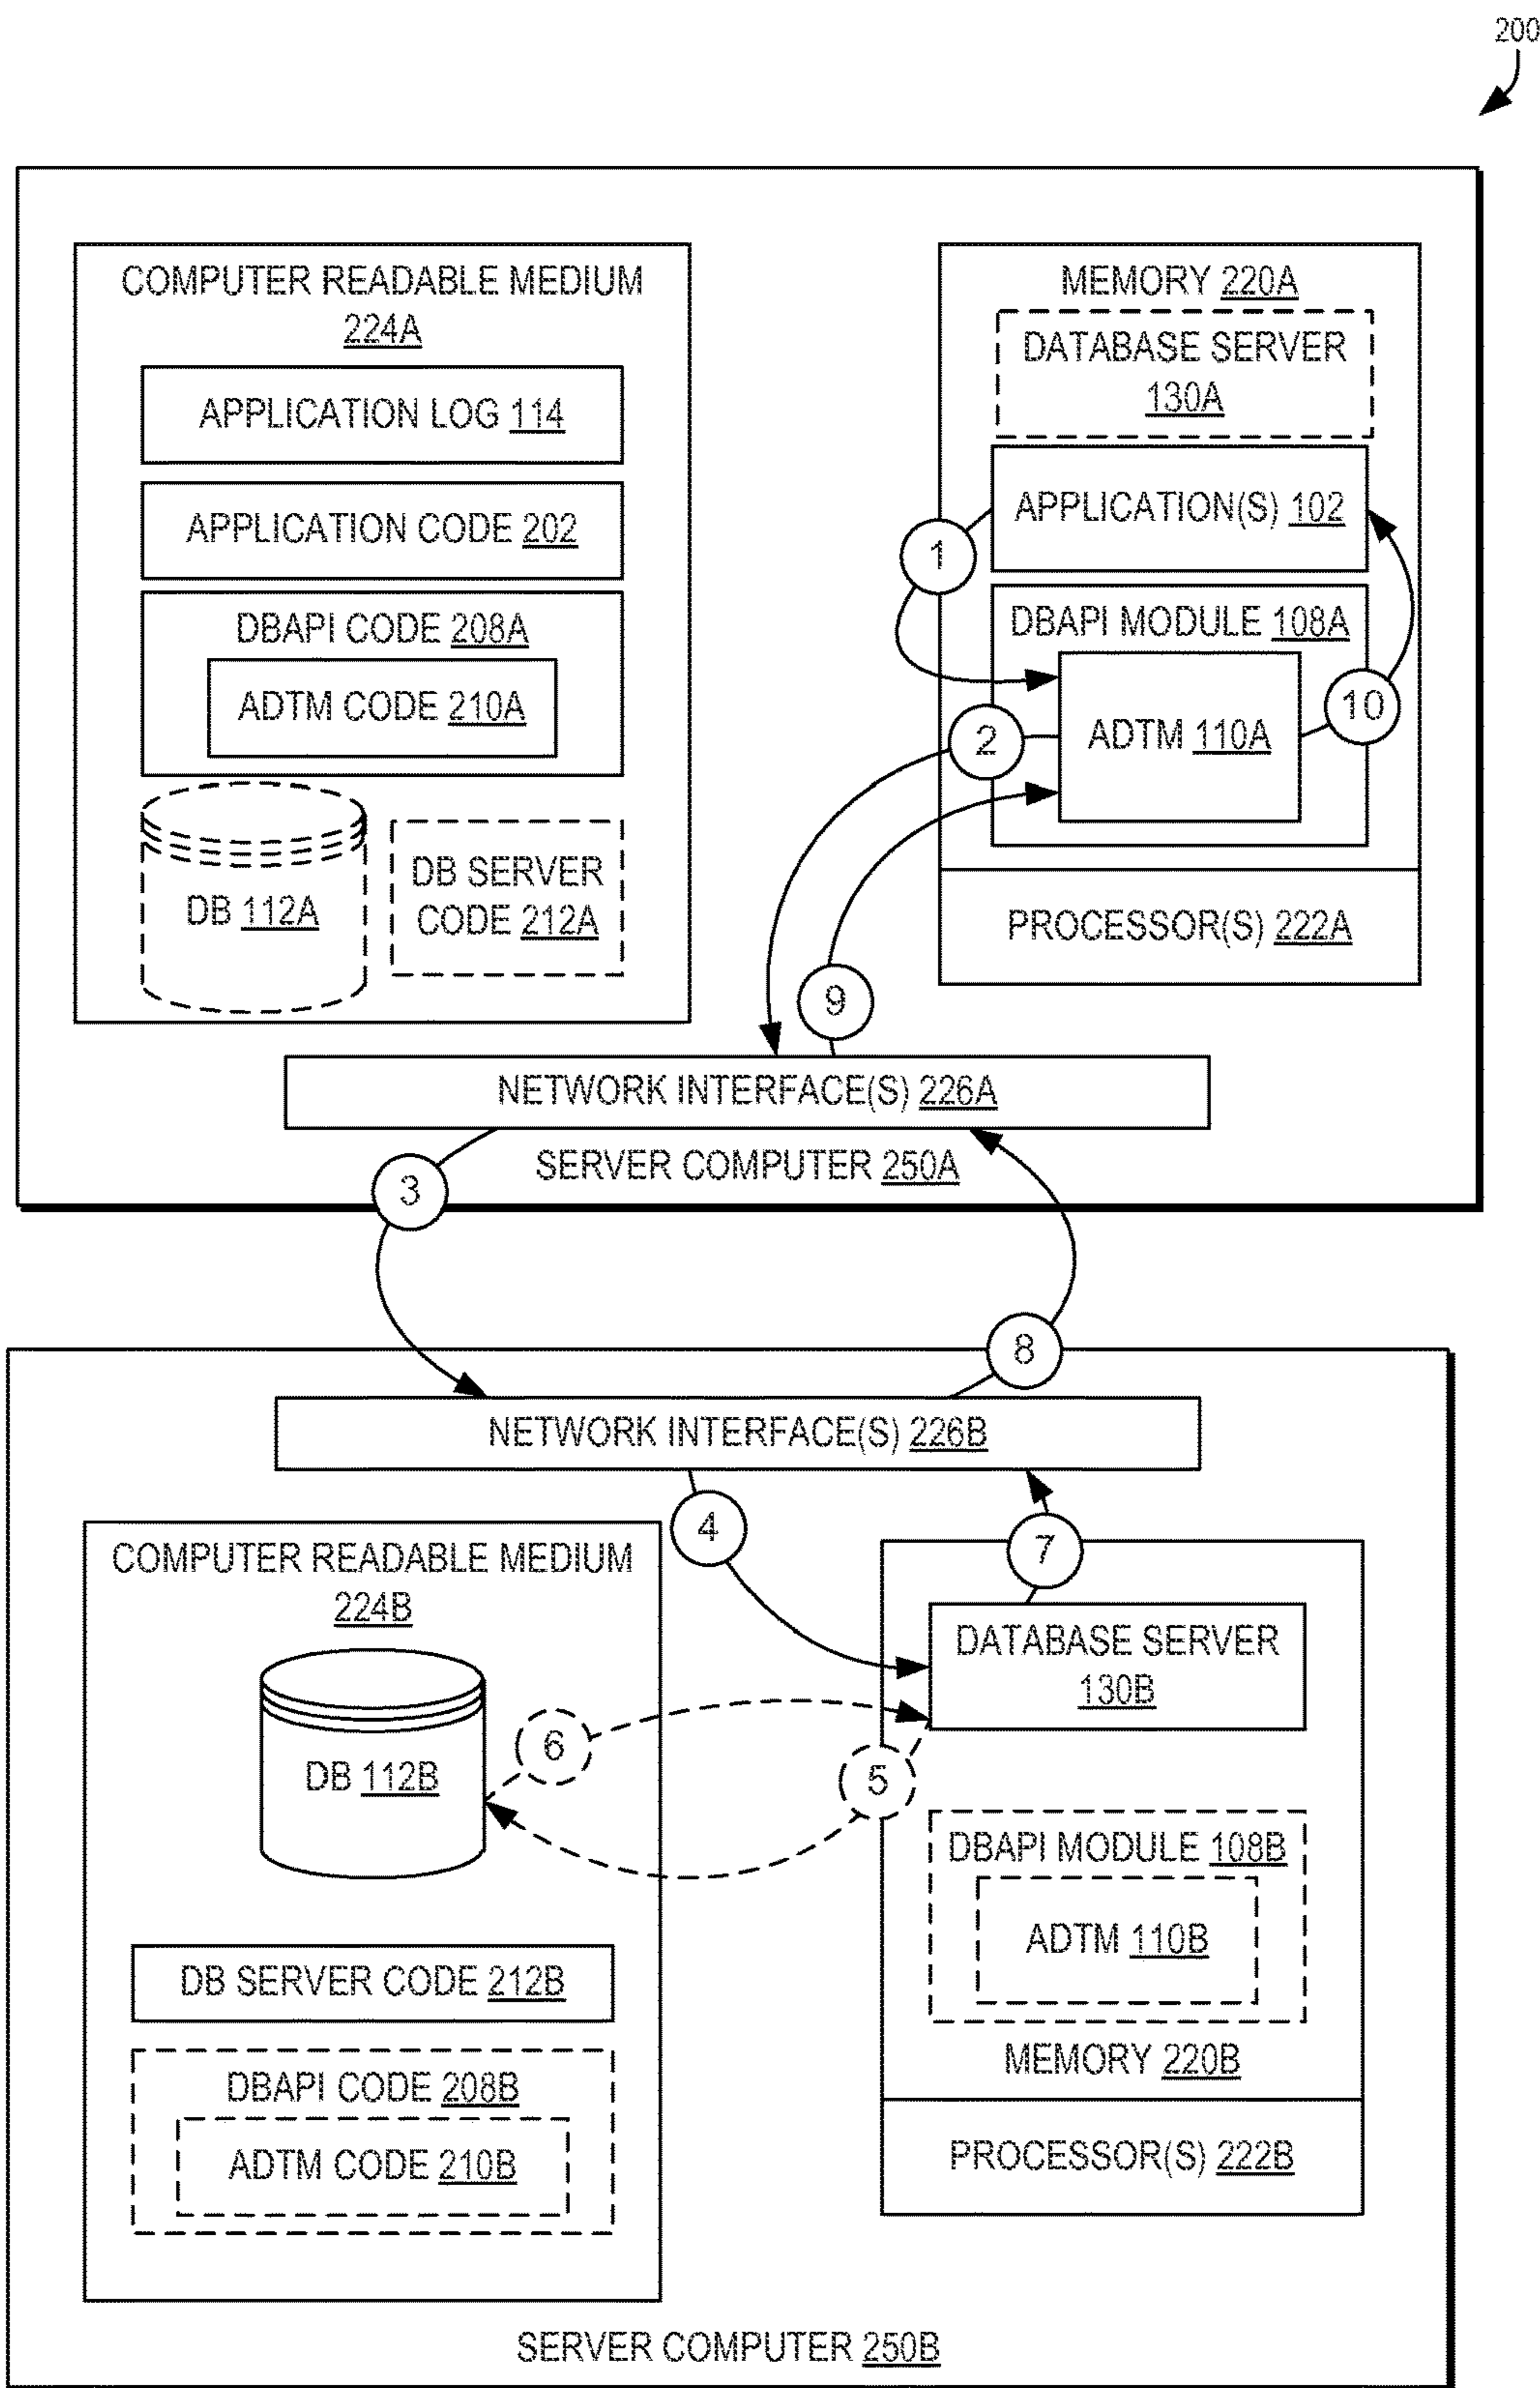 200
COMPUTER READABLE MEDIUM
224A
APPLICATION LOG 114
APPLICATION CODE 202
DBAPI CODE 208A
ADTM CODE 210A
DB 112A
DB SERVER
CODE 212A
MEMORY 220A
DATABASE SERVER
130A
APPLICATION(S) 102
1
DBAPI MODULE 108A
ADTM 110A
2
10
PROCESSOR(S) 222A
9
NETWORK INTERFACE(S) 226A
SERVER COMPUTER 250A
3
8
NETWORK INTERFACE(S) 226B
4
7
COMPUTER READABLE MEDIUM
224B
DB 112B
6
5
DB SERVER CODE 212B
DBAPI CODE 208B
ADTM CODE 210B
DATABASE SERVER
130B
DBAPI MODULE 108B
ADTM 110B
MEMORY 220B
PROCESSOR(S) 222B
SERVER COMPUTER 250B